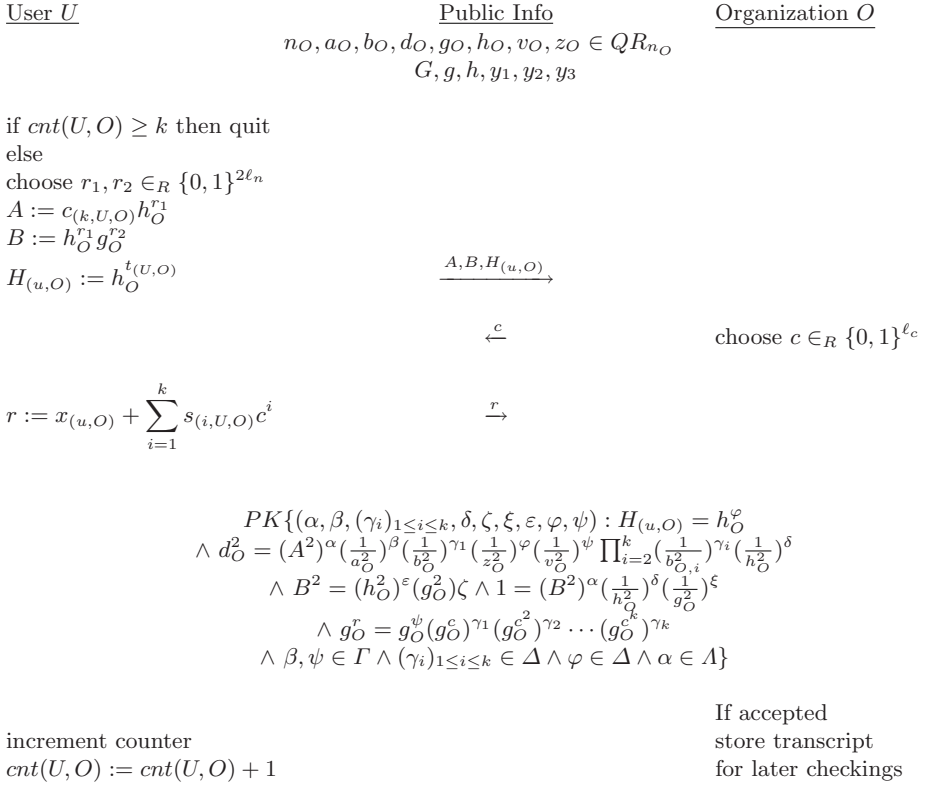 User U    Public Info    Organization O
n_O, a_O, b_O, d_O, g_O, h_O, v_O, z_O ∈ QR_{n_O}
G, g, h, y_1, y_2, y_3
if cnt(U, O) ≥ k then quit
else
choose r_1, r_2 ∈_R {0, 1}^{2ℓ_n}
A := c_{(k,U,O)} h_O^{r_1}
B := h_O^{r_1} g_O^{r_2}
H_{(u,O)} := h_O^{t_{(U,O)}}    A,B,H_{(u,O)} ⟶
c ←    choose c ∈_R {0, 1}^{ℓ_c}
r := x_{(u,O)} + ∑_{i=1}^{k} s_{(i,U,O)} c^i    r →
PK{(α, β, (γ_i)_{1≤i≤k}, δ, ζ, ξ, ε, φ, ψ) : H_{(u,O)} = h_O^φ
∧ d_O^2 = (A^2)^α (1/a_O^2)^β (1/b_O^2)^{γ_1} (1/z_O^2)^φ (1/v_O^2)^ψ ∏_{i=2}^{k} (1/b_{O,i}^2)^{γ_i} (1/h_O^2)^δ
∧ B^2 = (h_O^2)^ε (g_O^2)ζ ∧ 1 = (B^2)^α (1/h_O^2)^δ (1/g_O^2)^ξ
∧ g_O^r = g_O^ψ (g_O^c)^{γ_1} (g_O^{c^2})^{γ_2} ⋯ (g_O^{c^k})^{γ_k}
∧ β, ψ ∈ Γ ∧ (γ_i)_{1≤i≤k} ∈ Δ ∧ φ ∈ Δ ∧ α ∈ Λ}
If accepted
increment counter    store transcript
cnt(U, O) := cnt(U, O) + 1    for later checkings